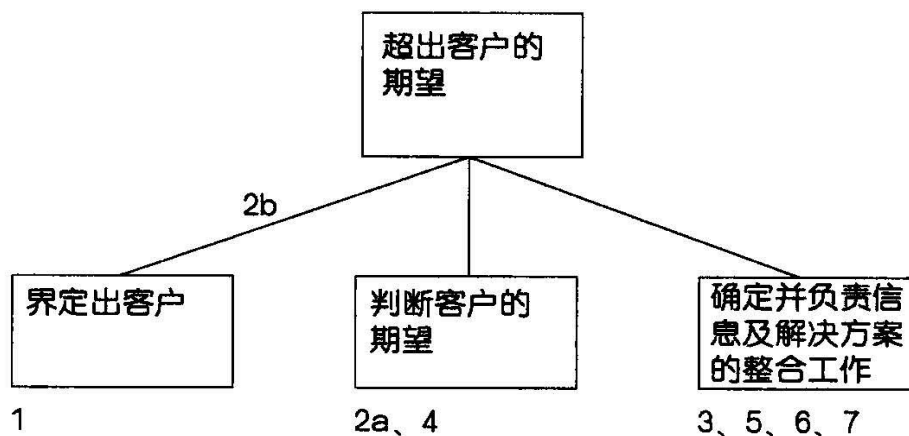 超出客户的
期望
2b
界定出客户
判断客户的
期望
确定并负责信
息及解决方案
的整合工作
1
2a、4
3、5、6、7